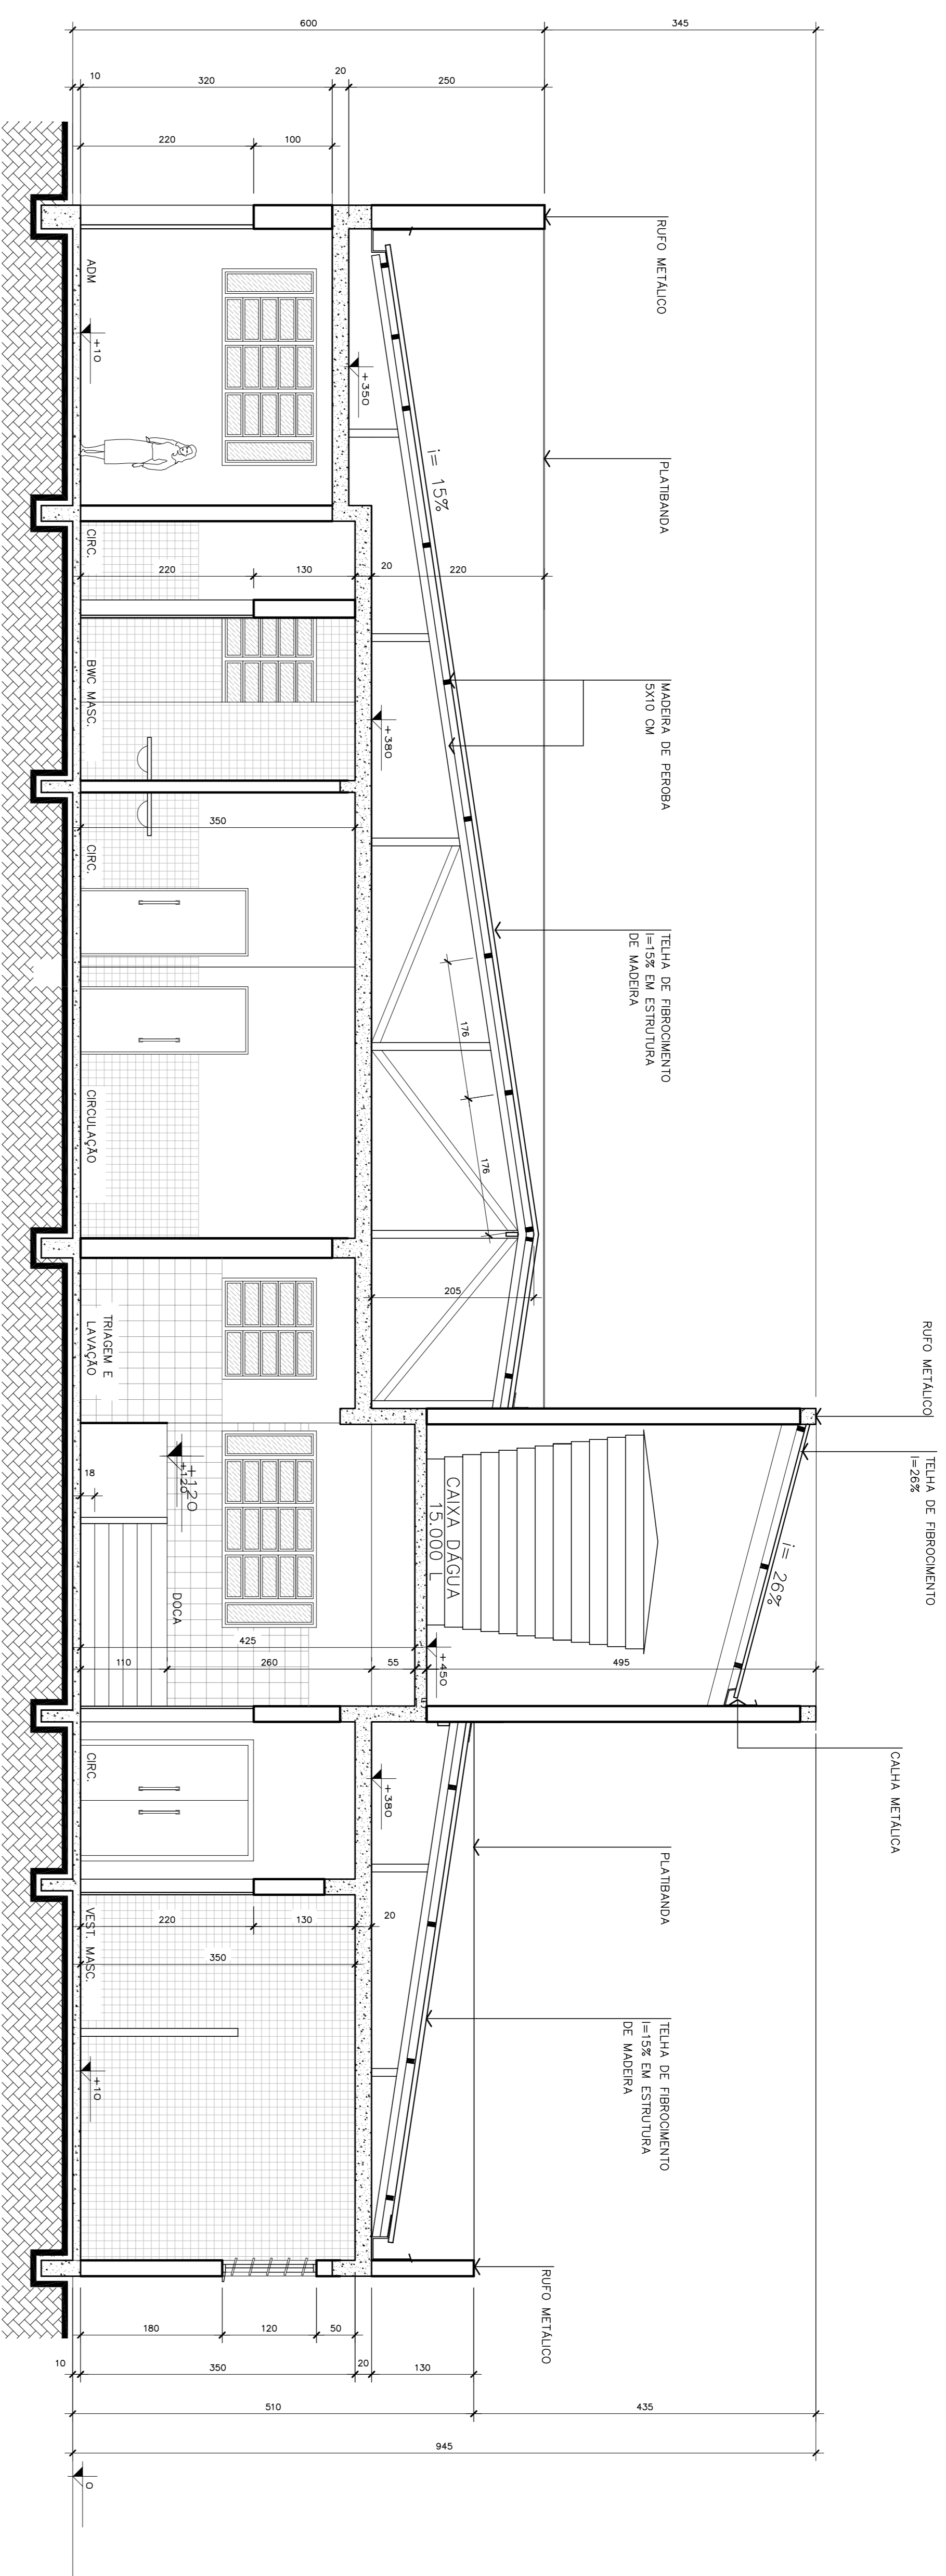 600
345
10
320
20
250
220
100
RUFO METÁLICO
ADM
+10
+350
PLATIBANDA
i= 15%
CIRC.
220
130
20
220
BWC MASC.
+380
MADEIRA DE PEROBA
5X10 CM
350
CIRC.
TELHA DE FIBROCIMENTO
I=15% EM ESTRUTURA
DE MADEIRA
176
176
CIRCULAÇÃO
205
TRIAGEM E
LAVAÇÃO
RUFO METÁLICO
TELHA DE FIBROCIMENTO
I=26%
18
+120
+120
CAIXA DÁGUA
15.000 L
i= 26%
DOCA
425
+450
110
260
55
495
CALHA METÁLICA
CIRC.
+380
PLATIBANDA
VEST. MASC.
220
130
20
350
TELHA DE FIBROCIMENTO
I=15% EM ESTRUTURA
DE MADEIRA
+10
RUFO METÁLICO
180
120
50
10
350
20
130
510
435
945
0